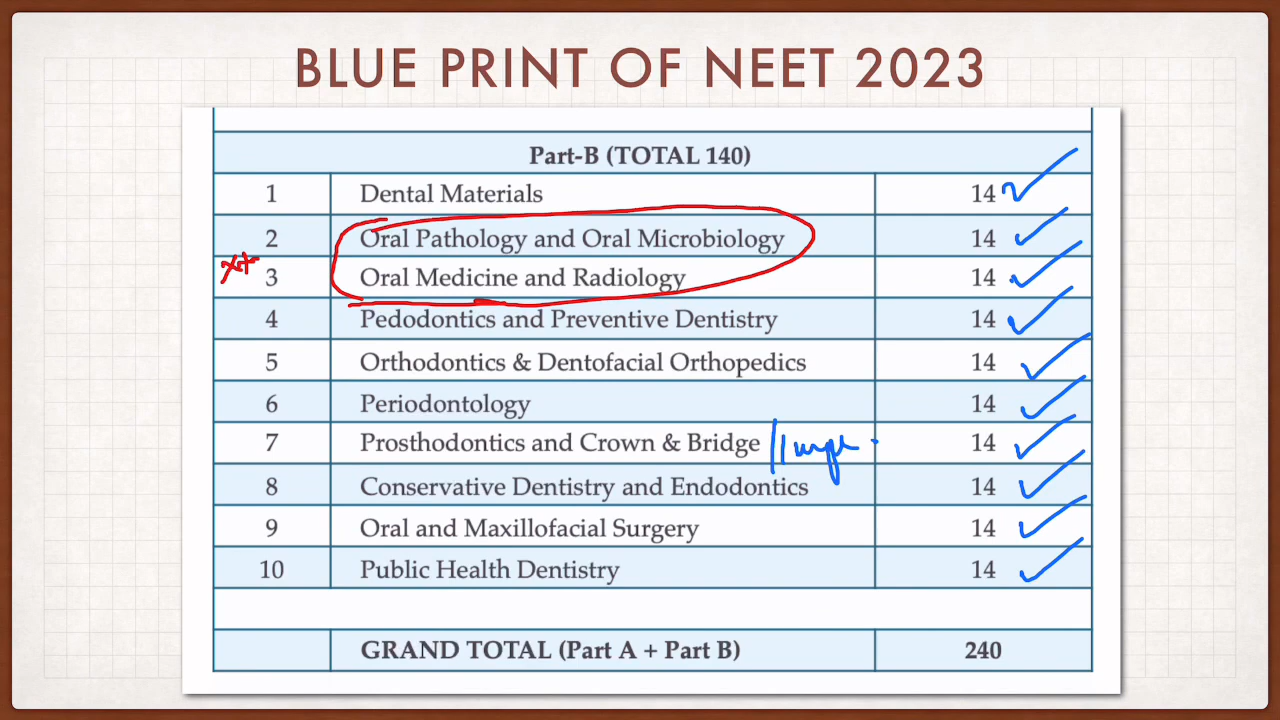 BLUE PRINT OF NEET 2023
Part-B (TOTAL 140)
1 Dental Materials 14
2 Oral Pathology and Oral Microbiology 14
3 Oral Medicine and Radiology 14
4 Pedodontics and Preventive Dentistry 14
5 Orthodontics & Dentofacial Orthopedics 14
6 Periodontology 14
7 Prosthodontics and Crown & Bridge 14
8 Conservative Dentistry and Endodontics 14
9 Oral and Maxillofacial Surgery 14
10 Public Health Dentistry 14
GRAND TOTAL (Part A + Part B) 240